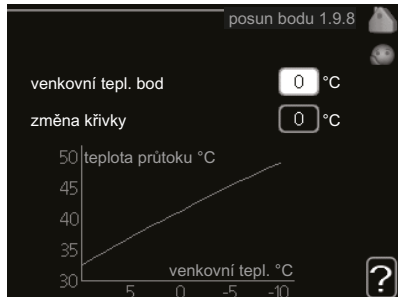 posun bodu 1.9.8
venkovní tepl. bod 0 °C
změna křivky 0 °C
50 teplota průtoku °C
45
40
35
30
venkovní tepl. °C
5 0 -5 -10
?